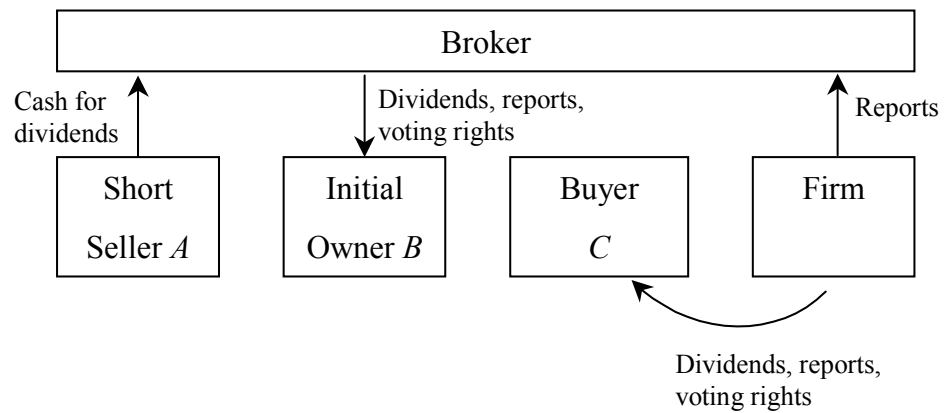 Broker
Cash for
dividends
Dividends, reports,
voting rights
Reports
Short
Seller A
Initial
Owner B
Buyer
C
Firm
Dividends, reports,
voting rights